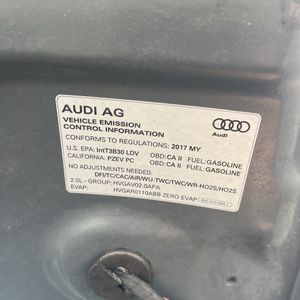 AUDI AG
VEHICLE EMISSION
CONTROL INFORMATION
Audi
CONFORMS TO REGULATIONS: 2017 MY
U.S. EPA: IntT3B30 LDV OBD: CA II FUEL: GASOLINE
CALIFORNIA: PZEV PC OBD: CA II FUEL: GASOLINE
NO ADJUSTMENTS NEEDED.
DFI/TC/CAC/AIR/WU-TWC/TWC/WR-HO2S/HO2S
2.0L - GROUP: HVGAV02.0APA
EVAP: HVGAR0110ABB ZERO EVAP